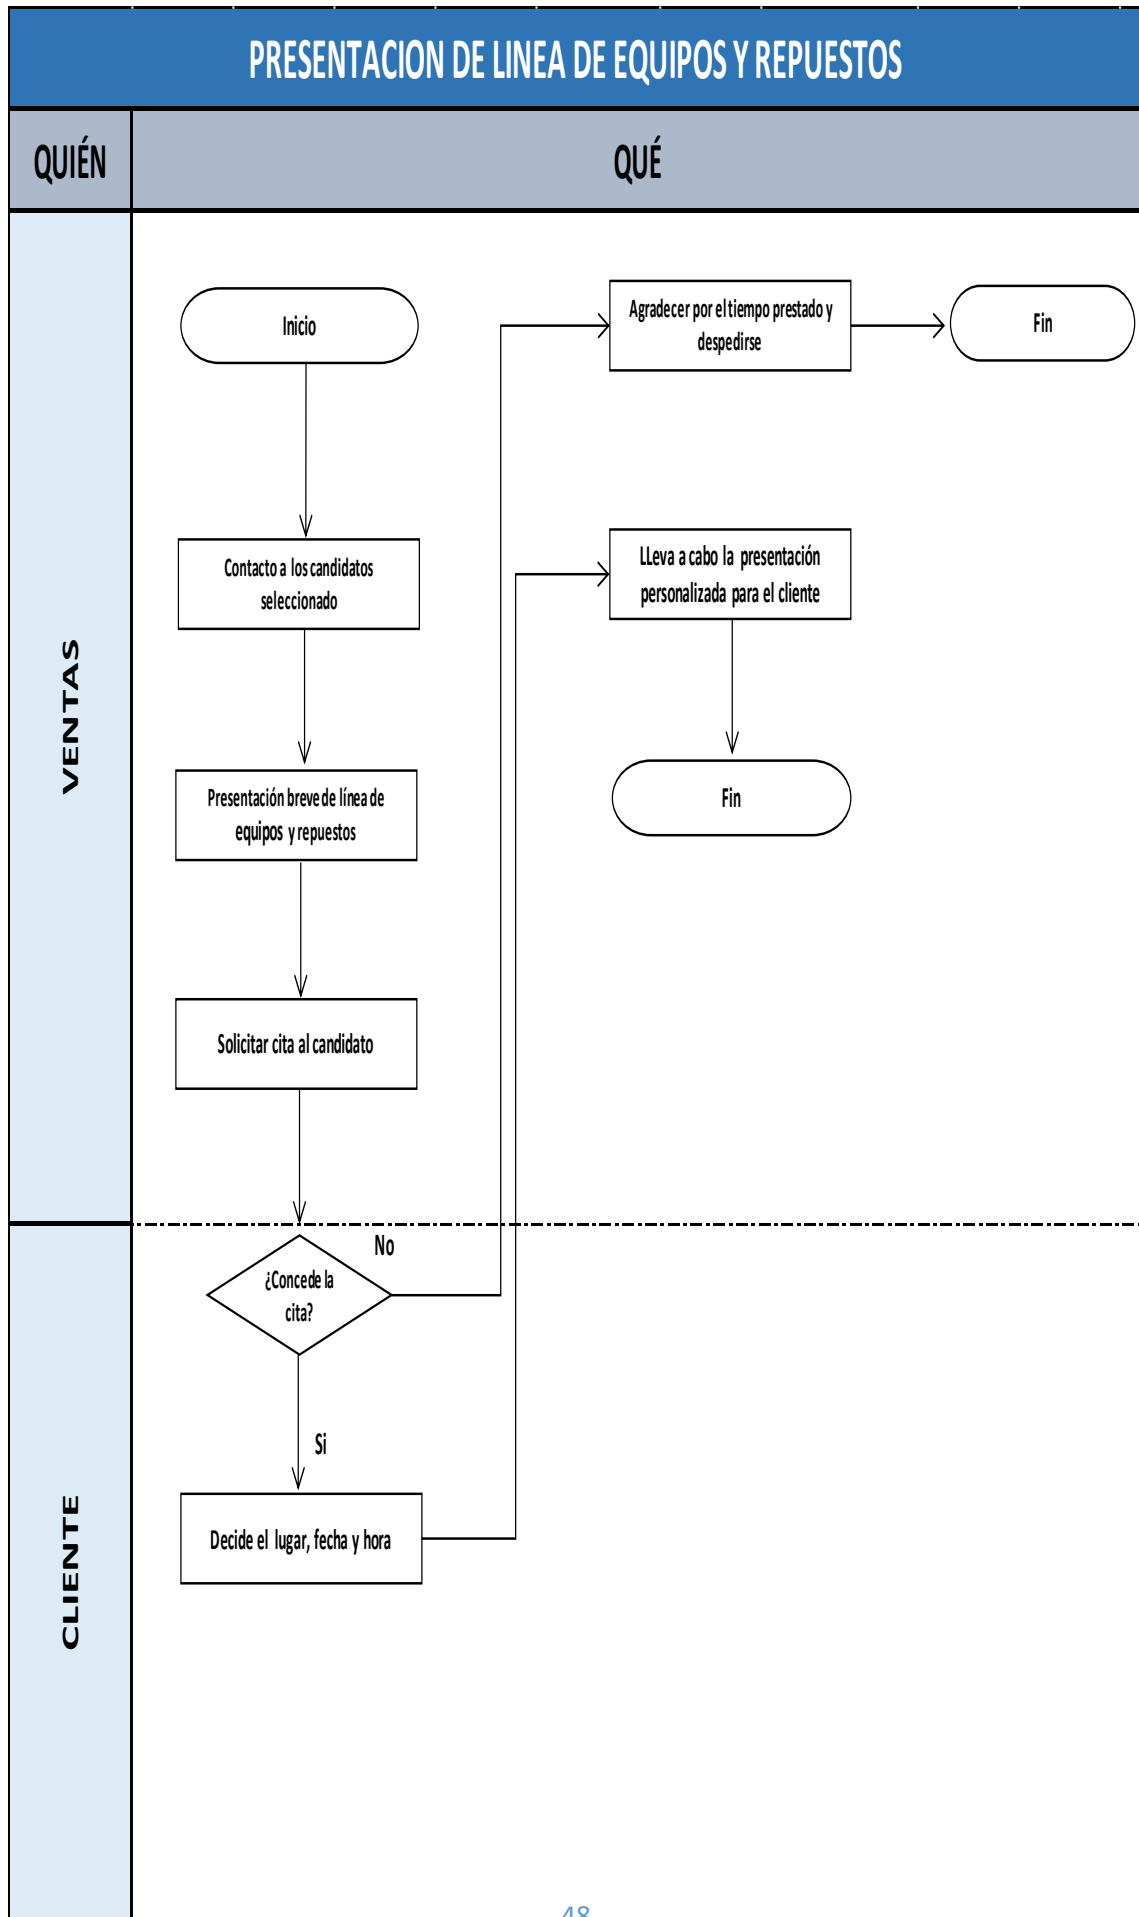 PRESENTACION DE LINEA DE EQUIPOS Y REPUESTOS
QUIÉN
QUÉ
VENTAS
Inicio
Agradecer por el tiempo prestado y
despedirse
Fin
Contacto a los candidatos
seleccionado
LLeva a cabo la presentación
personalizada para el cliente
Presentación breve de línea de
equipos y repuestos
Fin
Solicitar cita al candidato
CLIENTE
No
¿Concede la
cita?
Si
Decide el lugar, fecha y hora
48